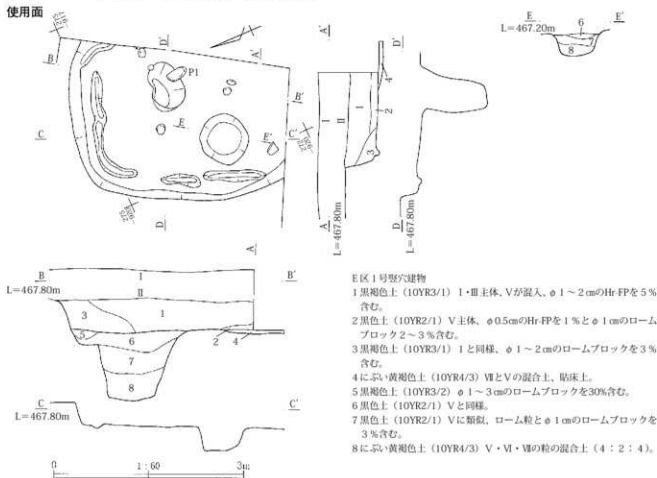 使用面
D'
A'
A'
D'
E
E'
L=467.20m
6
8
B
P1
B'
C
E
E'
C'
D
A
I
II
I
2
3
4
A
L=467.80m
D
L=467.80m
B
B'
L=467.80m
I
II
3
1
5
6
2
4
7
8
C
C'
L=467.80m
0
1:60
3m
E区1号竪穴建物
1 黒褐色土（10YR3/1）I・Ⅲ主体、Ⅴが混入、φ1～2㎝のHr-FPを5％
含む。
2 黒色土（10YR2/1）Ⅴ主体、φ0.5㎝のHr-FPを1％とφ1㎝のローム
ブロック2～3％含む。
3 黒褐色土（10YR3/1）1と同様、φ1～2㎝のロームブロックを3％
含む。
4 にぶい黄褐色土（10YR4/3）ⅦとⅤの混合土、貼床土。
5 黒褐色土（10YR3/2）φ1～3㎝のロームブロックを30％含む。
6 黒色土（10YR2/1）Ⅴと同様。
7 黒色土（10YR2/1）Ⅴに類似、ローム粒とφ1㎝のロームブロックを
3％含む。
8 にぶい黄褐色土（10YR4/3）Ⅴ・Ⅵ・Ⅶの粒の混合土（4：2：4）。